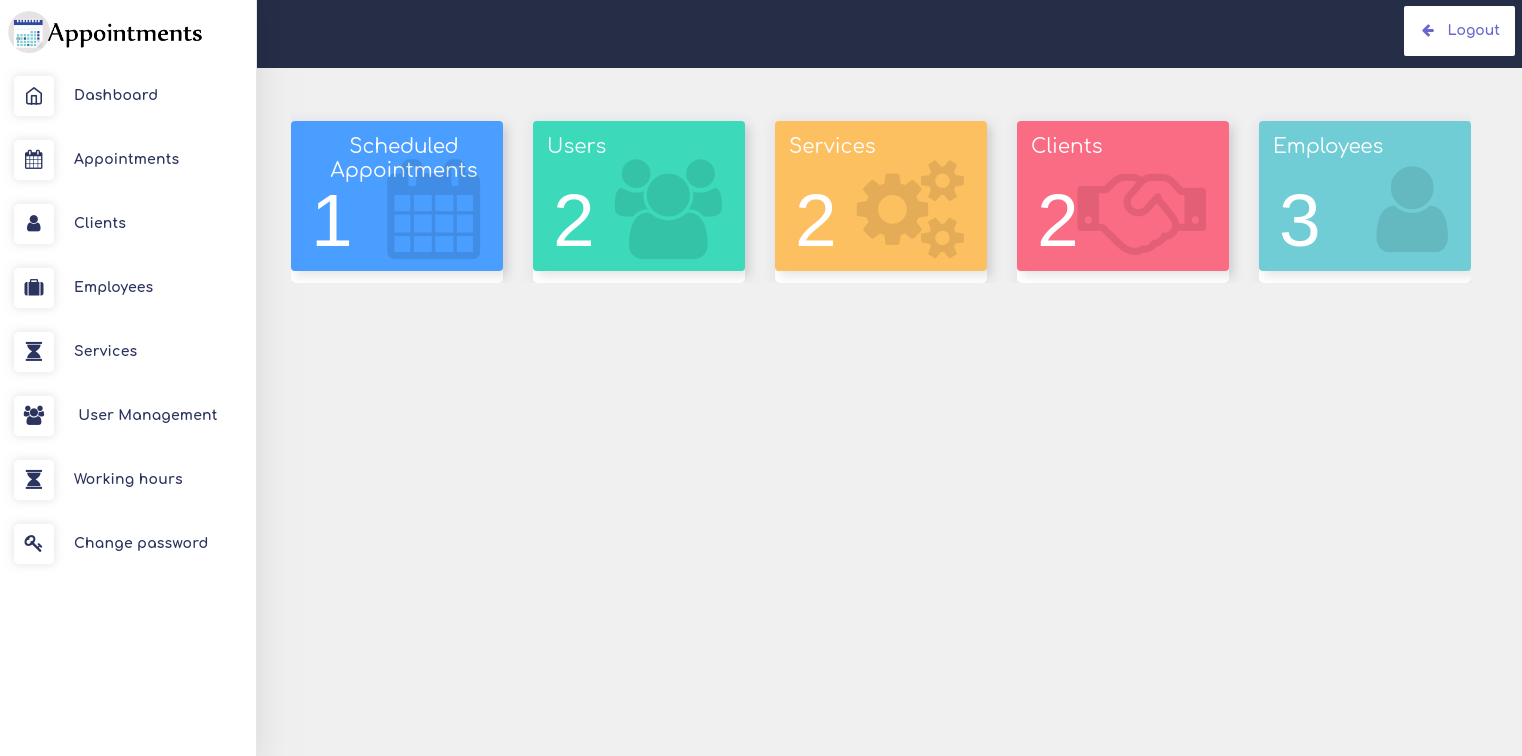 Appointments
Logout
Dashboard
Appointments
Clients
Employees
Services
User Management
Working hours
Change password
Scheduled
Appointments
1
Users
2
Services
2
Clients
2
Employees
3